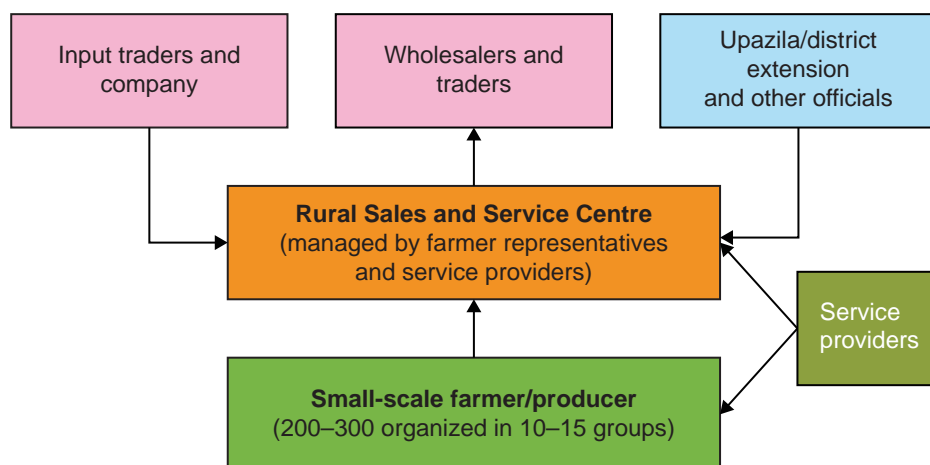 Input traders and
company
Wholesalers and
traders
Upazila/district
extension
and other officials
Rural Sales and Service Centre
(managed by farmer representatives
and service providers)
Service
providers
Small-scale farmer/producer
(200–300 organized in 10–15 groups)